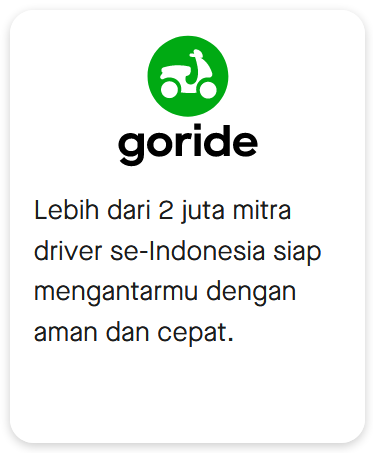 goride
Lebih dari 2 juta mitra
driver se-Indonesia siap
mengantarmu dengan
aman dan cepat.